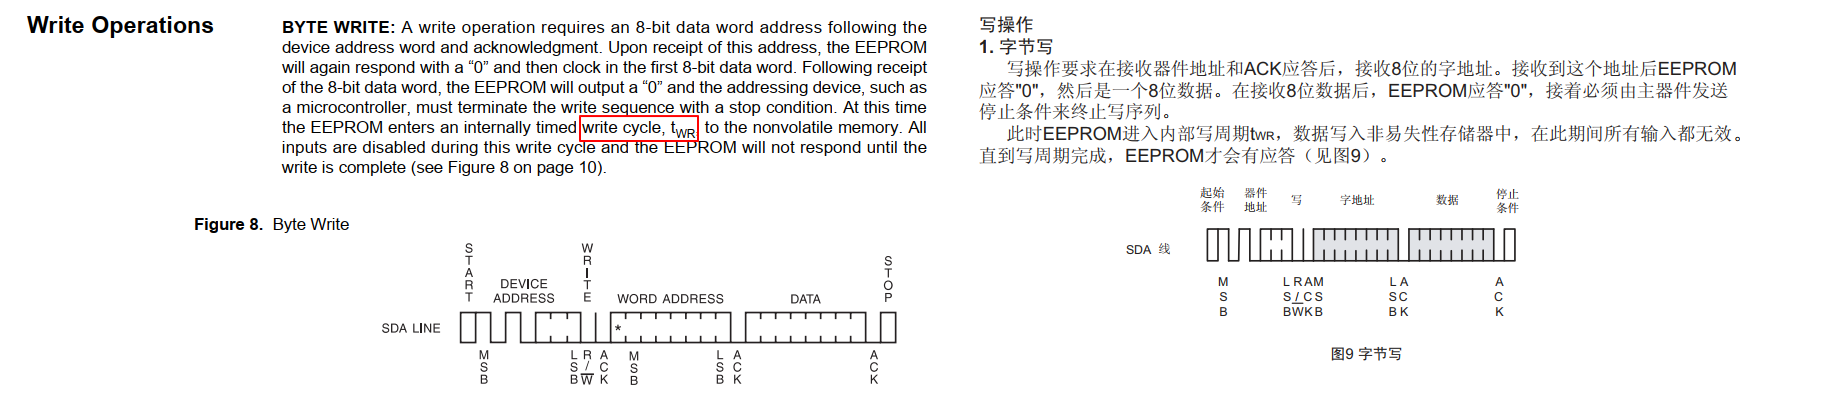 Write Operations
BYTE WRITE: A write operation requires an 8-bit data word address following the
device address word and acknowledgment. Upon receipt of this address, the EEPROM
will again respond with a “0” and then clock in the first 8-bit data word. Following receipt
of the 8-bit data word, the EEPROM will output a “0” and the addressing device, such as
a microcontroller, must terminate the write sequence with a stop condition. At this time
the EEPROM enters an internally timed write cycle, tWR, to the nonvolatile memory. All
inputs are disabled during this write cycle and the EEPROM will not respond until the
write is complete (see Figure 8 on page 10).
Figure 8. Byte Write
START
DEVICE
ADDRESS
WRITE
WORD ADDRESS
DATA
STOP
SDA LINE
*
MSB
LSB
R/W
ACK
MSB
LSB
ACK
ACK
写操作
1. 字节写
写操作要求在接收器件地址和ACK应答后，接收8位的字地址。接收到这个地址后EEPROM
应答"0"，然后是一个8位数据。在接收8位数据后，EEPROM应答"0"，接着必须由主器件发送
停止条件来终止写序列。
此时EEPROM进入内部写周期tWR，数据写入非易失性存储器中，在此期间所有输入都无效。
直到写周期完成，EEPROM才会有应答（见图9）。
起始
条件
器件
地址
写
字地址
数据
停止
条件
SDA 线
MSB
LSB
R/W
ACK
MSB
LSB
ACK
ACK
图9 字节写